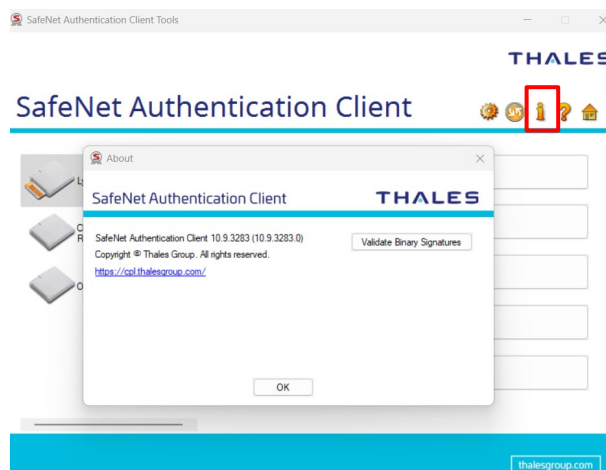 SafeNet Authentication Client Tools
THALES
SafeNet Authentication Client
About
SafeNet Authentication Client
THALES
SafeNet Authentication Client 10.9.3283 (10.9.3283.0)
Copyright © Thales Group. All rights reserved.
https://cpl.thalesgroup.com/
Validate Binary Signatures
OK
thalesgroup.com